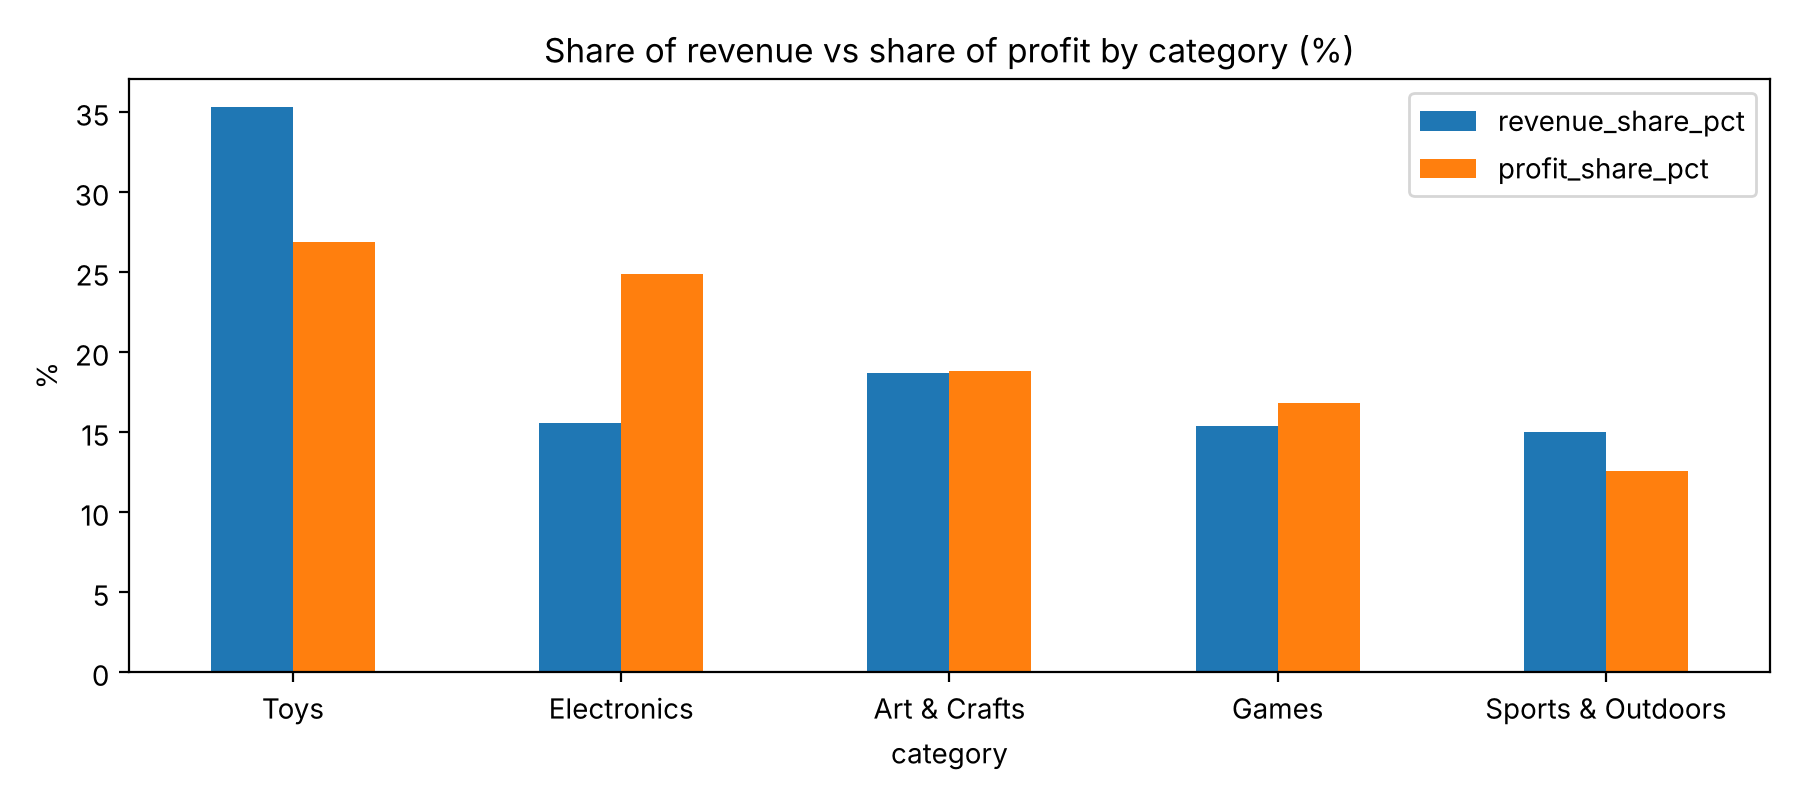 Share of revenue vs share of profit by category (%)
revenue_share_pct
profit_share_pct
%
35
30
25
20
15
10
5
0
Toys
Electronics
Art & Crafts
Games
Sports & Outdoors
category